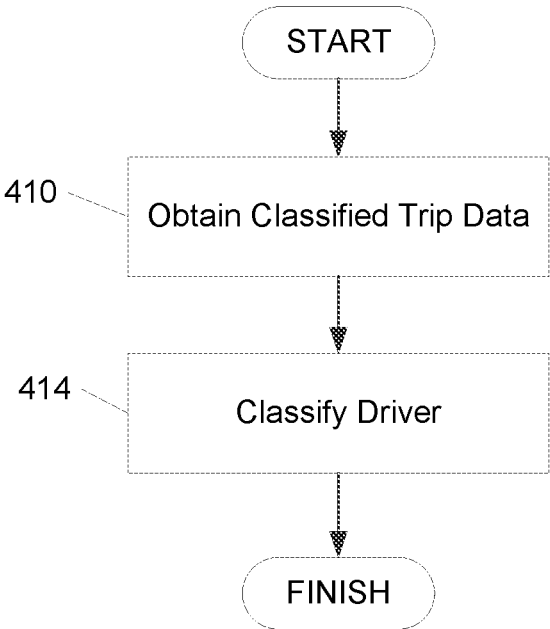 START
410
Obtain Classified Trip Data
414
Classify Driver
FINISH